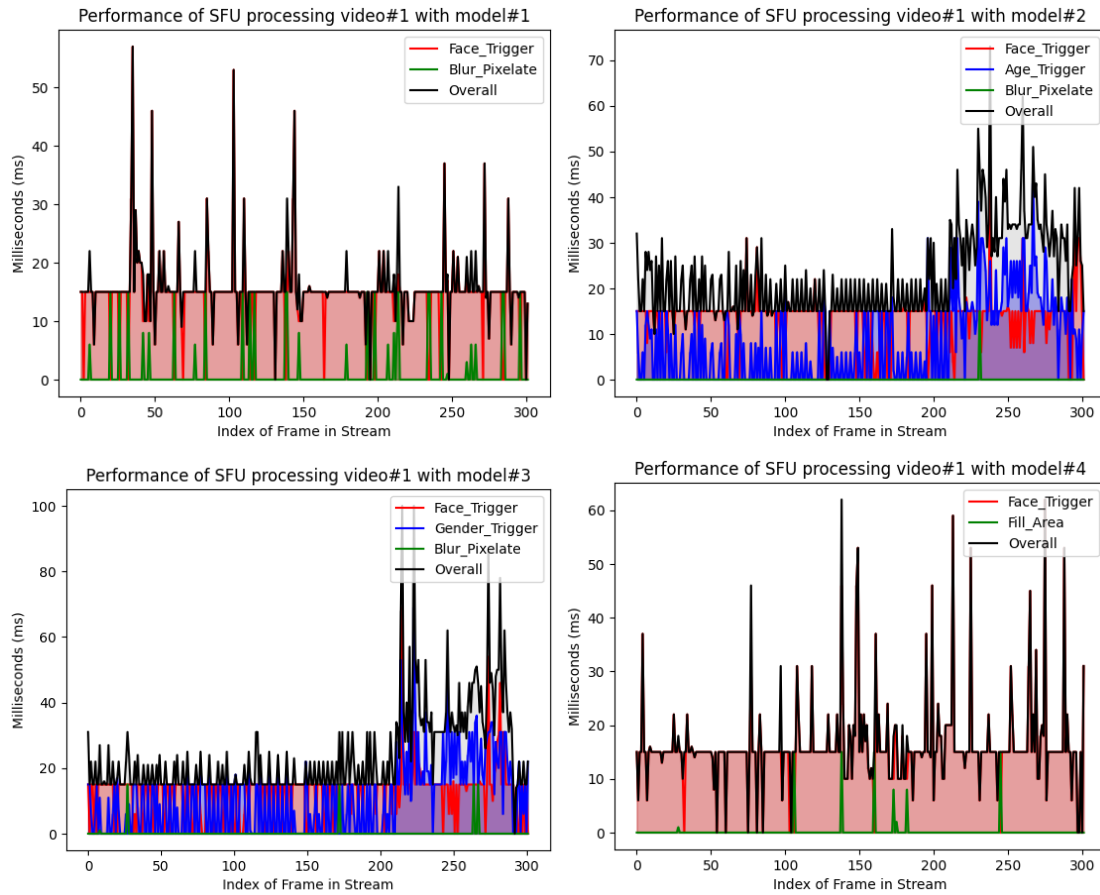 Performance of SFU processing video#1 with model#1
Face_Trigger
Blur_Pixelate
Overall
Milliseconds (ms)
50
40
30
20
10
0
0 50 100 150 200 250 300
Index of Frame in Stream
Performance of SFU processing video#1 with model#2
Face_Trigger
Age_Trigger
Blur_Pixelate
Overall
Milliseconds (ms)
70
60
50
40
30
20
10
0
0 50 100 150 200 250 300
Index of Frame in Stream
Performance of SFU processing video#1 with model#3
Face_Trigger
Gender_Trigger
Blur_Pixelate
Overall
Milliseconds (ms)
100
80
60
40
20
0
0 50 100 150 200 250 300
Index of Frame in Stream
Performance of SFU processing video#1 with model#4
Face_Trigger
Fill_Area
Overall
Milliseconds (ms)
60
50
40
30
20
10
0
0 50 100 150 200 250 300
Index of Frame in Stream